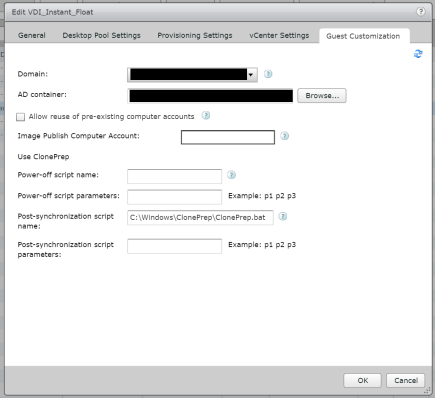 Edit VDI_Instant_Float ?
General Desktop Pool Settings Provisioning Settings vCenter Settings Guest Customization
Domain: ?
AD container: Browse...
Allow reuse of pre-existing computer accounts ?
Image Publish Computer Account: ?
Use ClonePrep
Power-off script name: ?
Power-off script parameters: Example: p1 p2 p3
Post-synchronization script
name: C:\Windows\ClonePrep\ClonePrep.bat ?
Post-synchronization script
parameters: Example: p1 p2 p3
OK Cancel